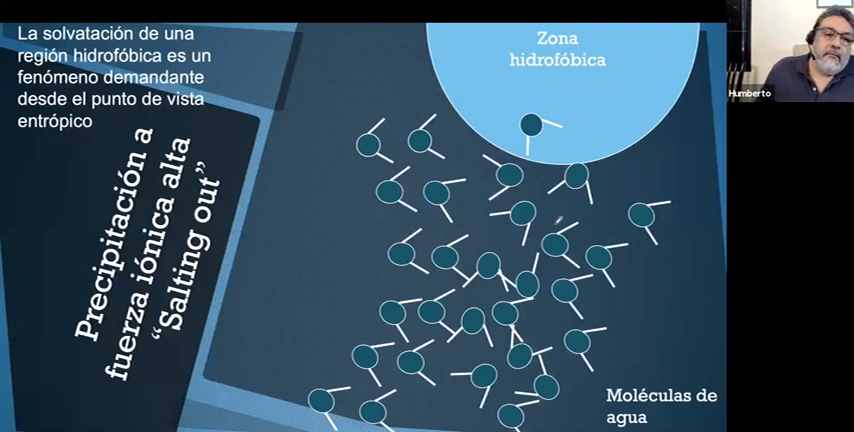 La solvatación de una
región hidrofóbica es un
fenómeno demandante
desde el punto de vista
entrópico
Precipitación a
fuerza iónica alta
“Salting out”
Zona
hidrofóbica
Moléculas de
agua
Humberto